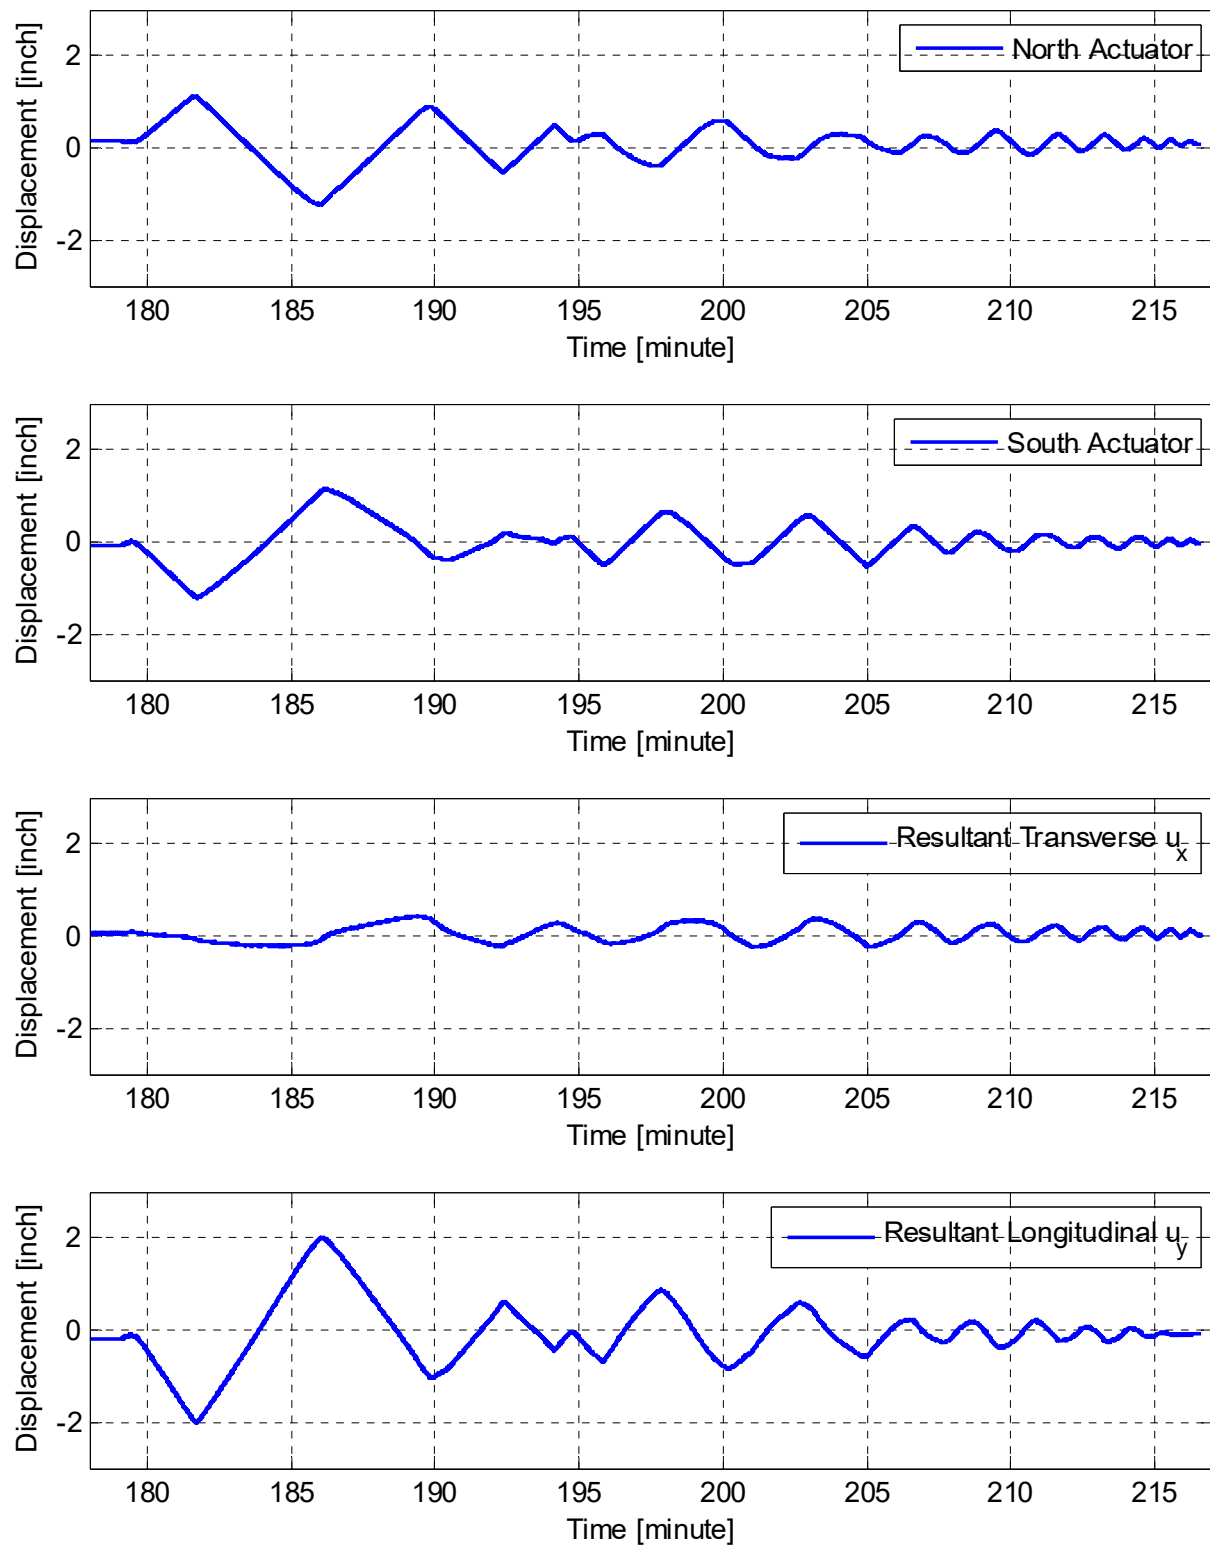 Displacement [inch]
2
0
-2
North Actuator
180 185 190 195 200 205 210 215
Time [minute]
Displacement [inch]
2
0
-2
South Actuator
180 185 190 195 200 205 210 215
Time [minute]
Displacement [inch]
2
0
-2
Resultant Transverse u_x
180 185 190 195 200 205 210 215
Time [minute]
Displacement [inch]
2
0
-2
Resultant Longitudinal u_y
180 185 190 195 200 205 210 215
Time [minute]